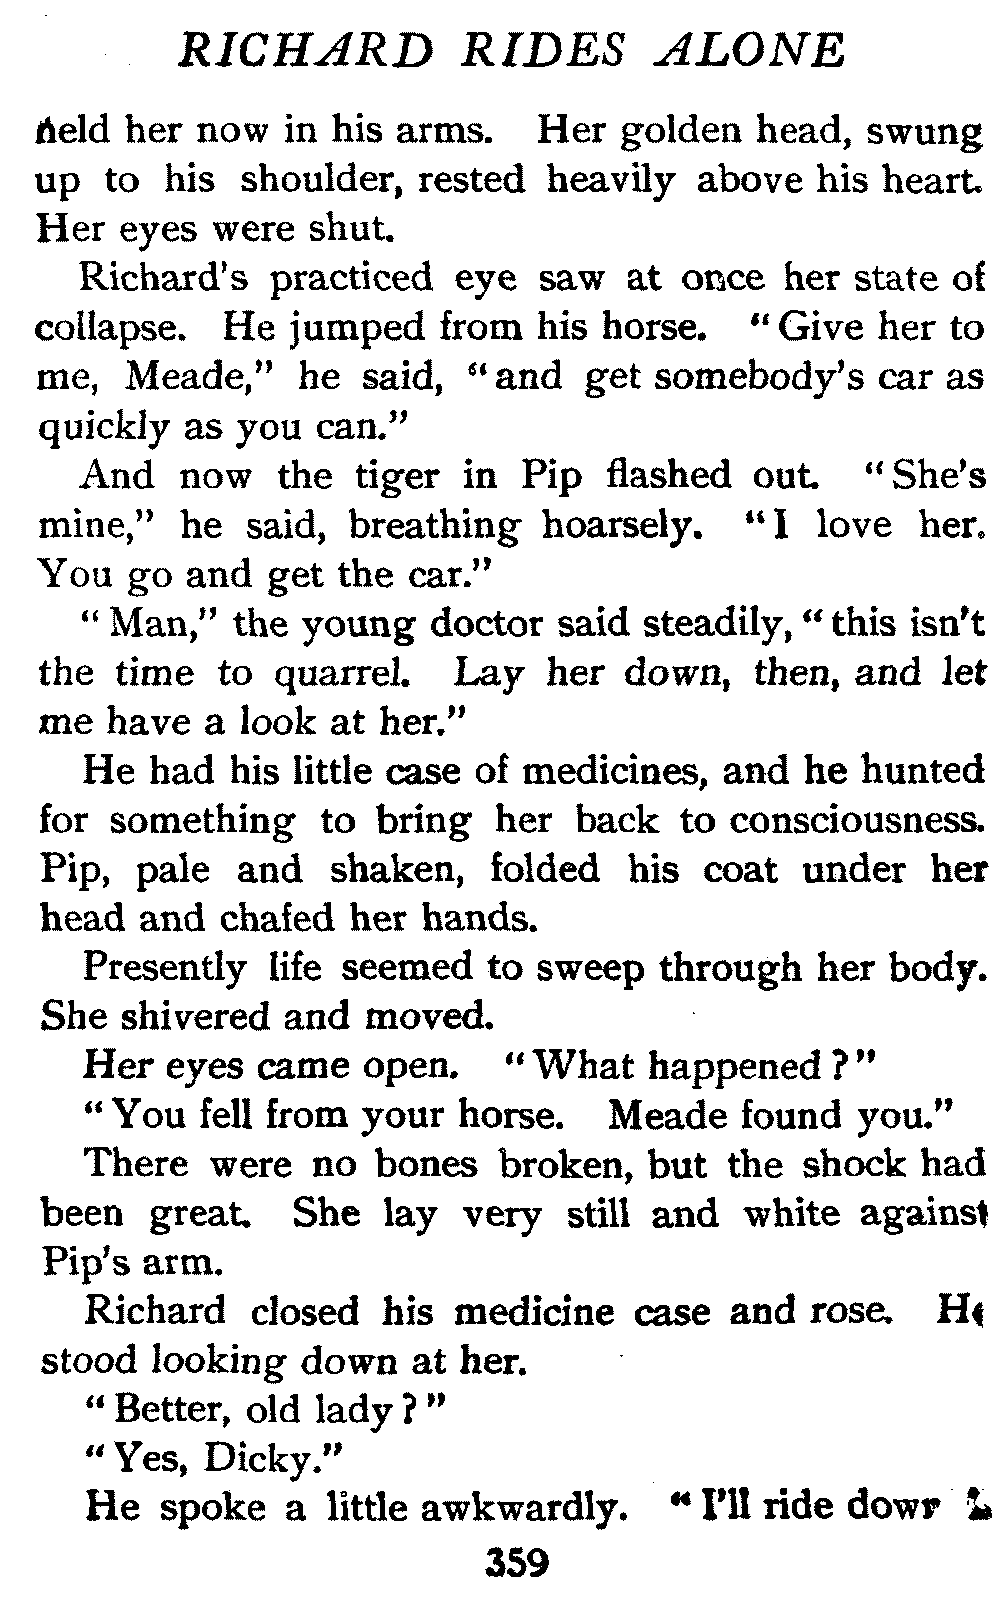 RICHARD RIDES ALONE
held her now in his arms. Her golden head, swung
up to his shoulder, rested heavily above his heart.
Her eyes were shut.
Richard's practiced eye saw at once her state of
collapse. He jumped from his horse. "Give her to
me, Meade," he said, "and get somebody's car as
quickly as you can."
And now the tiger in Pip flashed out. "She's
mine," he said, breathing hoarsely. "I love her.
You go and get the car."
"Man," the young doctor said steadily, "this isn't
the time to quarrel. Lay her down, then, and let
me have a look at her."
He had his little case of medicines, and he hunted
for something to bring her back to consciousness.
Pip, pale and shaken, folded his coat under her
head and chafed her hands.
Presently life seemed to sweep through her body.
She shivered and moved.
Her eyes came open. "What happened?"
"You fell from your horse. Meade found you."
There were no bones broken, but the shock had
been great. She lay very still and white against
Pip's arm.
Richard closed his medicine case and rose. He
stood looking down at her.
"Better, old lady?"
"Yes, Dicky."
He spoke a little awkwardly. "I'll ride down
359